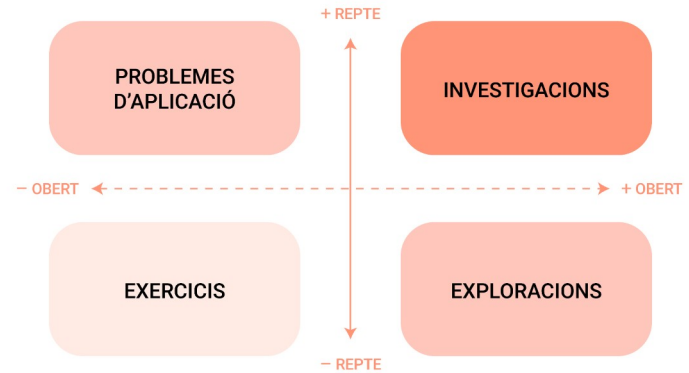 + REPTE
PROBLEMES
D'APLICACIÓ
INVESTIGACIONS
− OBERT
+ OBERT
EXERCICIS
EXPLORACIONS
− REPTE